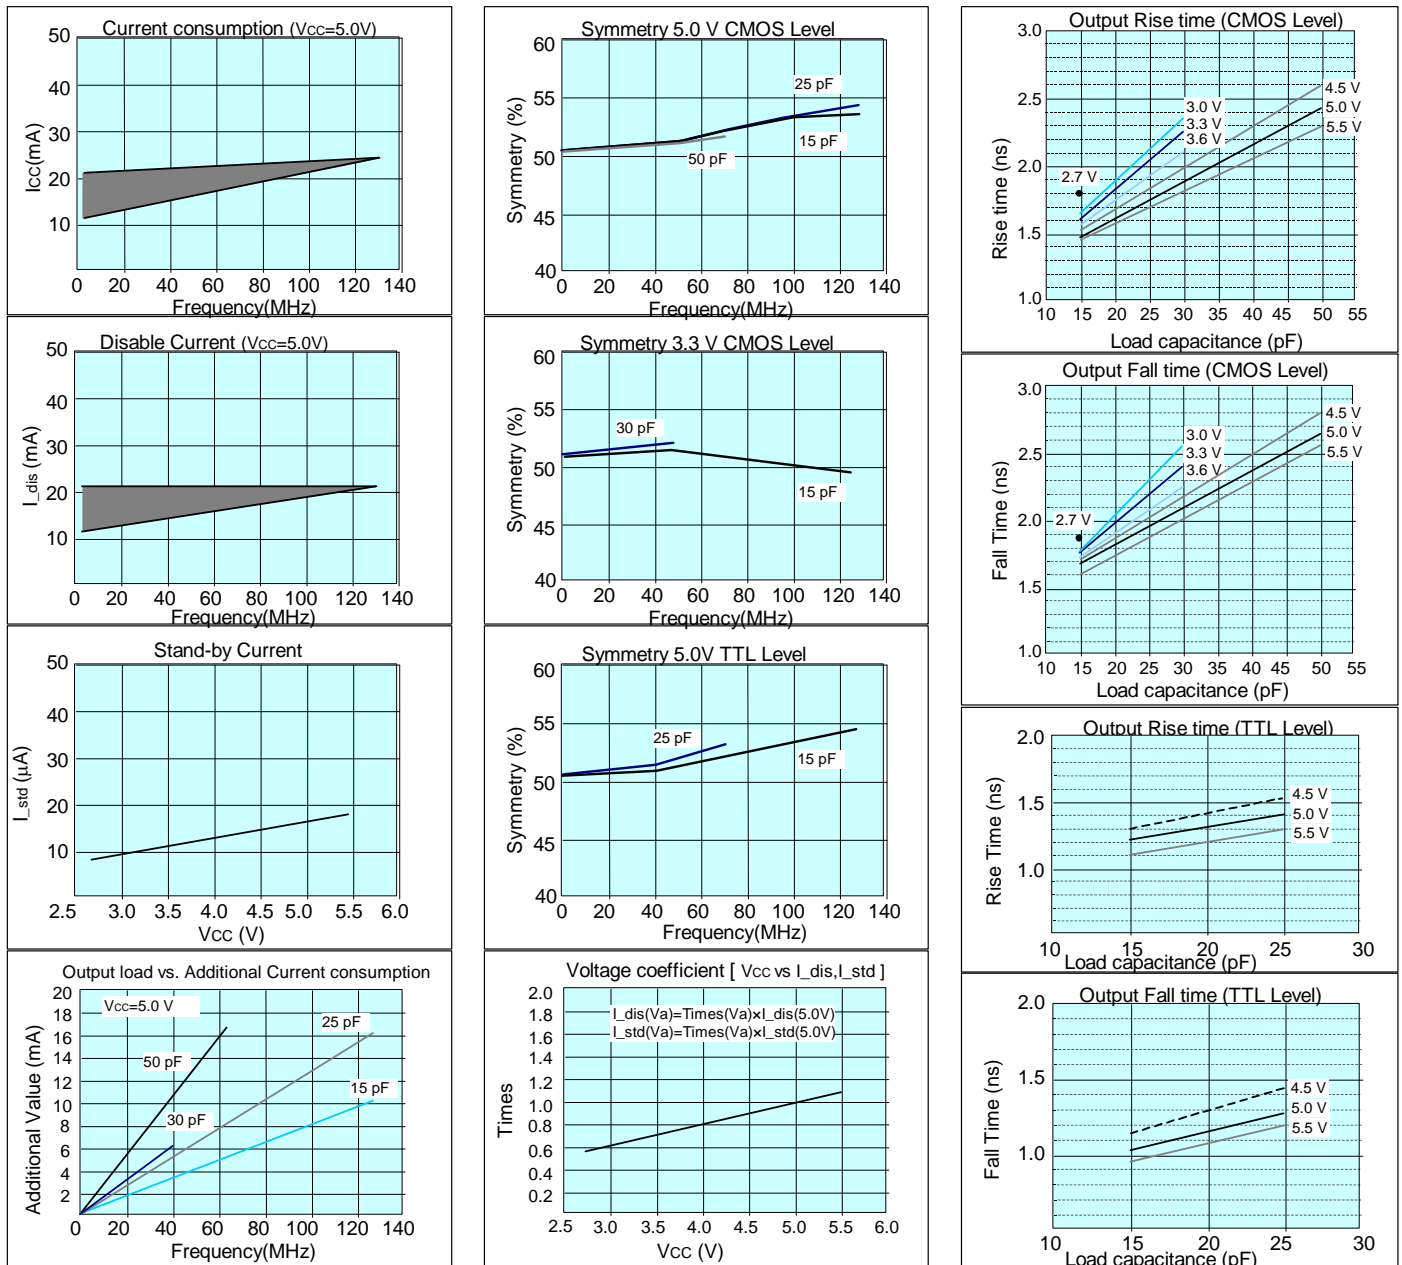 Current consumption (VCC=5.0V)
50
40
30
20
10
ICC(mA)
0 20 40 60 80 100 120 140
Frequency(MHz)
Disable Current (VCC=5.0V)
50
40
30
20
10
I_dis (mA)
0 20 40 60 80 100 120 140
Frequency(MHz)
Stand-by Current
50
40
30
20
10
I_std (μA)
2.5 3.0 3.5 4.0 4.5 5.0 5.5 6.0
VCC (V)
Output load vs. Additional Current consumption
20
18
16
14
12
10
8
6
4
2
Additional Value (mA)
VCC=5.0 V
25 pF
50 pF
15 pF
30 pF
0 20 40 60 80 100 120 140
Frequency(MHz)
Symmetry 5.0 V CMOS Level
60
55
50
45
40
Symmetry (%)
25 pF
15 pF
50 pF
0 20 40 60 80 100 120 140
Frequency(MHz)
Symmetry 3.3 V CMOS Level
60
55
50
45
40
Symmetry (%)
30 pF
15 pF
0 20 40 60 80 100 120 140
Frequency(MHz)
Symmetry 5.0V TTL Level
60
55
50
45
40
Symmetry (%)
25 pF
15 pF
0 20 40 60 80 100 120 140
Frequency(MHz)
Voltage coefficient [ VCC vs I_dis,I_std ]
2.0
1.8
1.6
1.4
1.2
1.0
0.8
0.6
0.4
0.2
Times
I_dis(Va)=Times(Va)×I_dis(5.0V)
I_std(Va)=Times(Va)×I_std(5.0V)
2.5 3.0 3.5 4.0 4.5 5.0 5.5 6.0
VCC (V)
Output Rise time (CMOS Level)
3.0
2.5
2.0
1.5
1.0
Rise time (ns)
4.5 V
5.0 V
5.5 V
3.0 V
3.3 V
3.6 V
2.7 V
10 15 20 25 30 35 40 45 50 55
Load capacitance (pF)
Output Fall time (CMOS Level)
3.0
2.5
2.0
1.5
1.0
Fall Time (ns)
4.5 V
5.0 V
5.5 V
3.0 V
3.3 V
3.6 V
2.7 V
10 15 20 25 30 35 40 45 50 55
Load capacitance (pF)
Output Rise time (TTL Level)
2.0
1.5
1.0
Rise Time (ns)
4.5 V
5.0 V
5.5 V
10 15 20 25 30
Load capacitance (pF)
Output Fall time (TTL Level)
2.0
1.5
1.0
Fall Time (ns)
4.5 V
5.0 V
5.5 V
10 15 20 25 30
Load capacitance (pF)